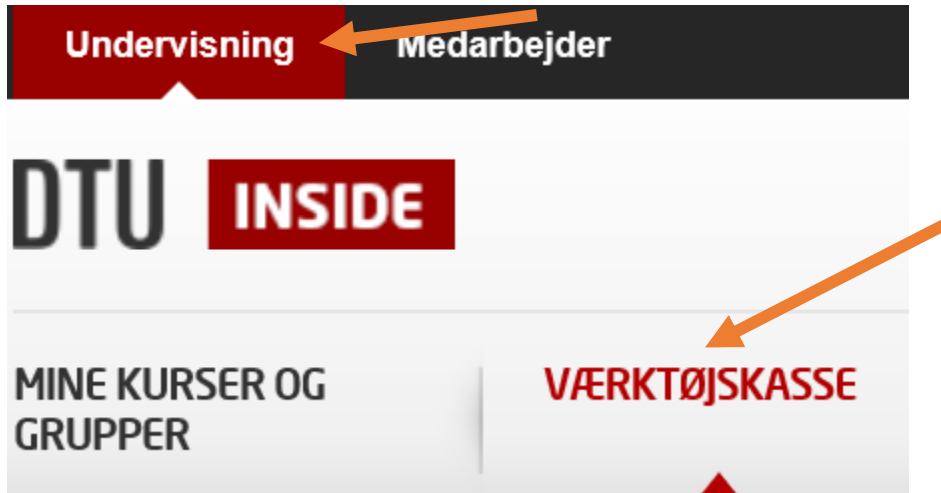 Undervisning Medarbejder
DTU INSIDE
MINE KURSER OG VÆRKTØJSKASSE
GRUPPER